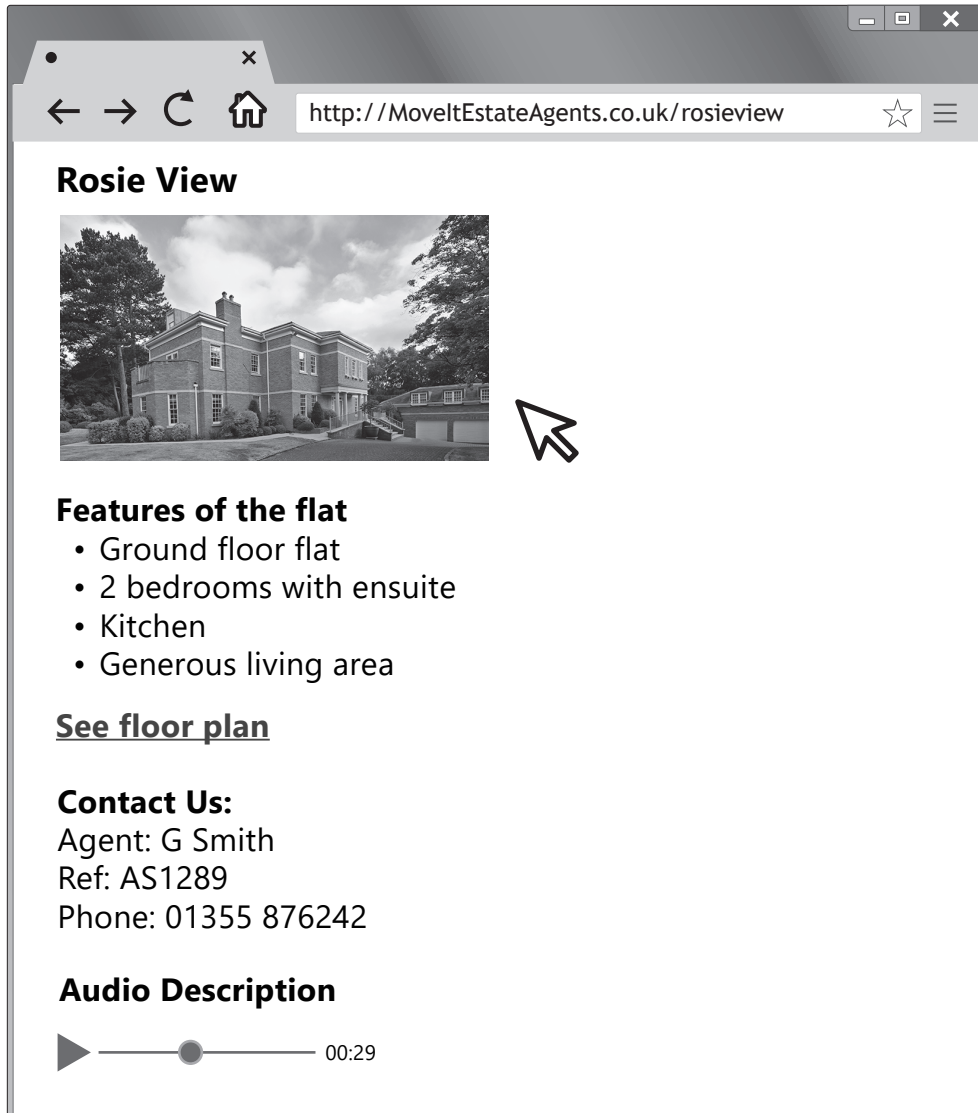 http://MoveItEstateAgents.co.uk/rosieview
Rosie View
Features of the flat
• Ground floor flat
• 2 bedrooms with ensuite
• Kitchen
• Generous living area
See floor plan
Contact Us:
Agent: G Smith
Ref: AS1289
Phone: 01355 876242
Audio Description
00:29